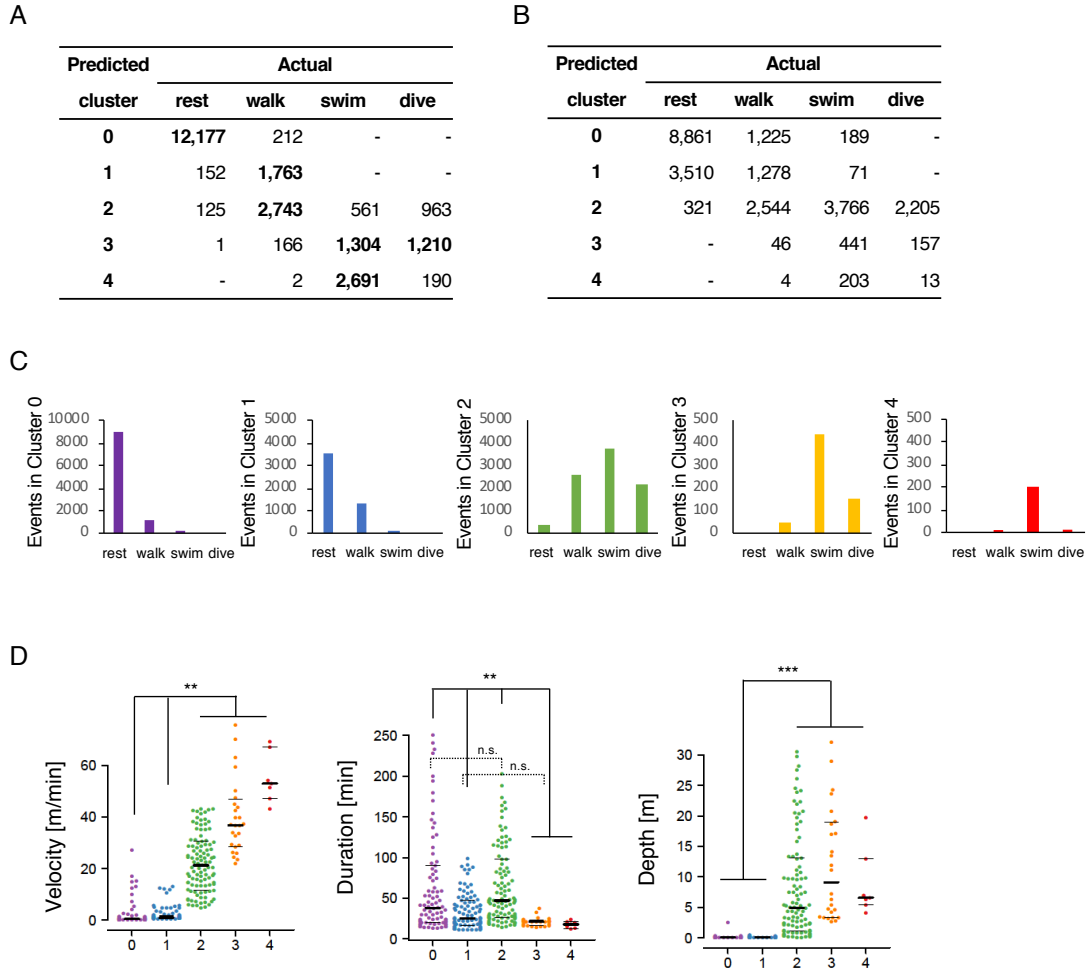 A
B
Predicted Actual
cluster rest walk swim dive
0 12,177 212 - -
1 152 1,763 - -
2 125 2,743 561 963
3 1 166 1,304 1,210
4 - 2 2,691 190
Predicted Actual
cluster rest walk swim dive
0 8,861 1,225 189 -
1 3,510 1,278 71 -
2 321 2,544 3,766 2,205
3 - 46 441 157
4 - 4 203 13
C
Events in Cluster 0
10000
8000
6000
4000
2000
0
rest walk swim dive
Events in Cluster 1
5000
4000
3000
2000
1000
0
rest walk swim dive
Events in Cluster 2
5000
4000
3000
2000
1000
0
rest walk swim dive
Events in Cluster 3
500
400
300
200
100
0
rest walk swim dive
Events in Cluster 4
500
400
300
200
100
0
rest walk swim dive
D
Velocity [m/min]
**
60
40
20
0
0 1 2 3 4
Duration [min]
**
n.s.
n.s.
250
200
150
100
50
0
0 1 2 3 4
Depth [m]
***
30
25
20
15
10
5
0
0 1 2 3 4